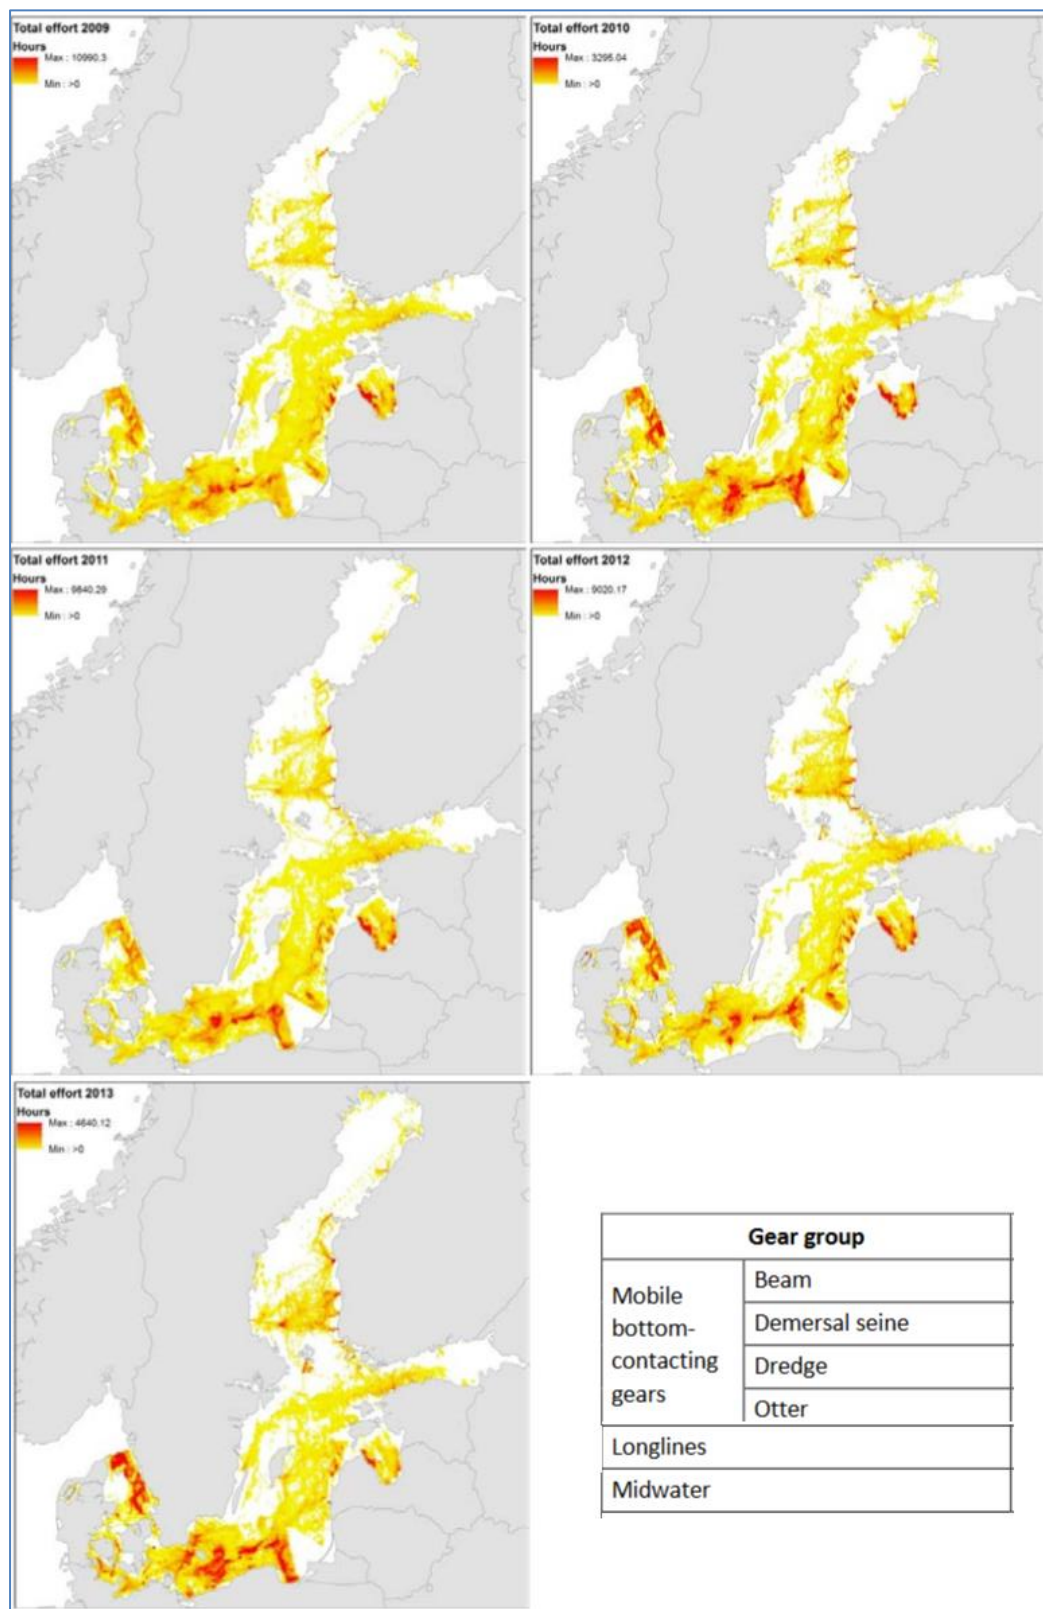 Total effort 2009
Hours
Max : 10990.3
Min : >0
Total effort 2010
Hours
Max : 3295.04
Min : >0
Total effort 2011
Hours
Max : 9640.29
Min : >0
Total effort 2012
Hours
Max : 9020.17
Min : >0
Total effort 2013
Hours
Max : 4640.12
Min : >0
Gear group
Mobile
bottom-
contacting
gears
Beam
Demersal seine
Dredge
Otter
Longlines
Midwater